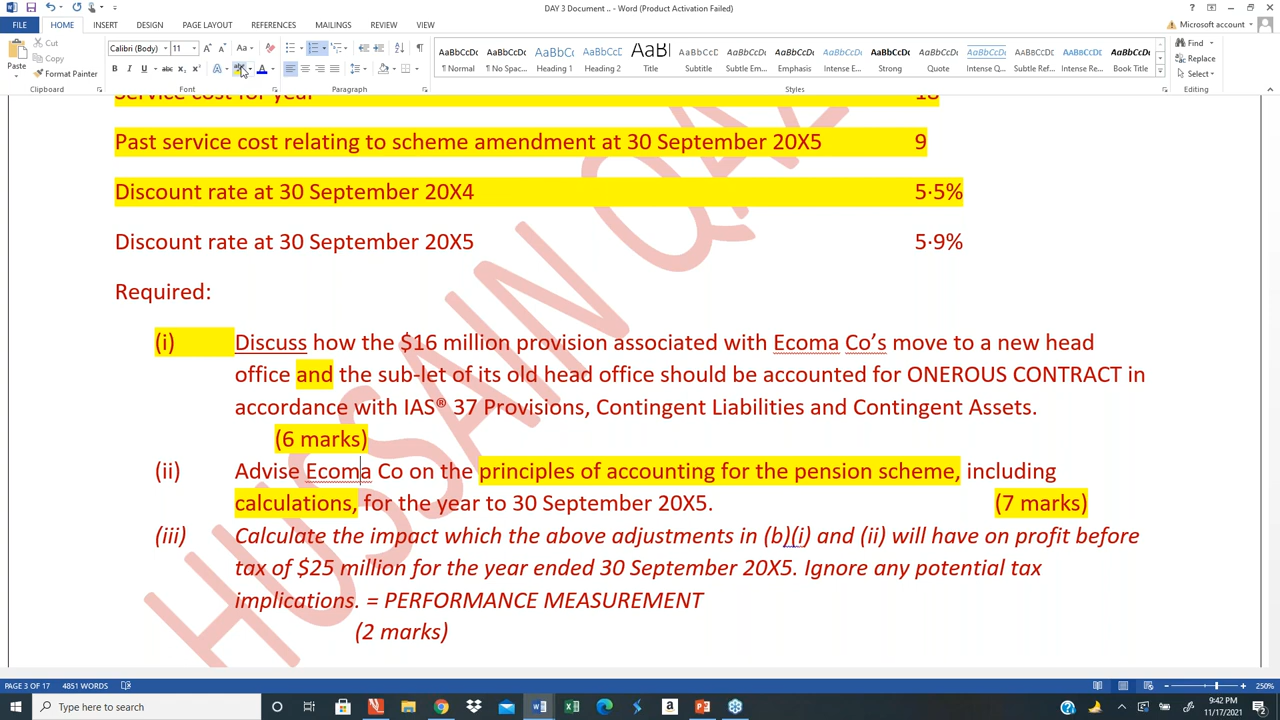 DAY 3 Document .. - Word (Product Activation Failed)
FILE HOME INSERT DESIGN PAGE LAYOUT REFERENCES MAILINGS REVIEW VIEW Microsoft account
Paste Cut Copy Format Painter Clipboard
Calibri (Body) 11 Font
Paragraph
AaBbCcDc AaBbCcDc AaBbCc AaBbCc AaBl AaBbCcC AaBbCcDc AaBbCcDc AaBbCcDc AaBbCcDc AaBbCcDc AaBbCcDc AaBbCcDc AaBbCcDc
¶ Normal ¶ No Spac... Heading 1 Heading 2 Title Subtitle Subtle Em... Emphasis Intense E... Strong Quote Intense Q... Subtle Ref... Intense Re... Book Title
Styles
Find Replace Select Editing
Service cost for year 18
Past service cost relating to scheme amendment at 30 September 20X5 9
Discount rate at 30 September 20X4 5·5%
Discount rate at 30 September 20X5 5·9%
Required:
(i) Discuss how the $16 million provision associated with Ecoma Co’s move to a new head
office and the sub-let of its old head office should be accounted for ONEROUS CONTRACT in
accordance with IAS® 37 Provisions, Contingent Liabilities and Contingent Assets.
(6 marks)
(ii) Advise Ecoma Co on the principles of accounting for the pension scheme, including
calculations, for the year to 30 September 20X5. (7 marks)
(iii) Calculate the impact which the above adjustments in (b)(i) and (ii) will have on profit before
tax of $25 million for the year ended 30 September 20X5. Ignore any potential tax
implications. = PERFORMANCE MEASUREMENT
(2 marks)
HUSSAIN
PAGE 3 OF 17 4851 WORDS 250%
Type here to search
9:42 PM
11/17/2021